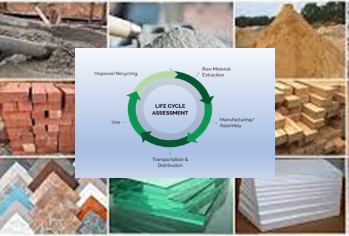 Disposal/Recycling
Raw Material
Extraction
LIFE CYCLE
ASSESSMENT
Use
Manufacturing/
Assembly
Transportation &
Distribution